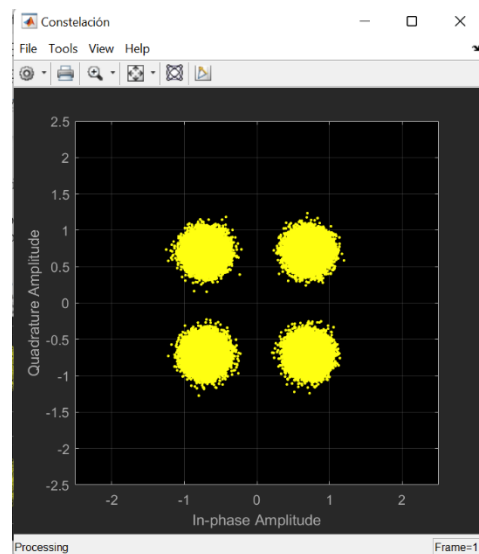 Constelación
File Tools View Help
2.5
2
1.5
1
0.5
0
-0.5
-1
-1.5
-2
-2.5
Quadrature Amplitude
-2 -1 0 1 2
In-phase Amplitude
Processing Frame=1